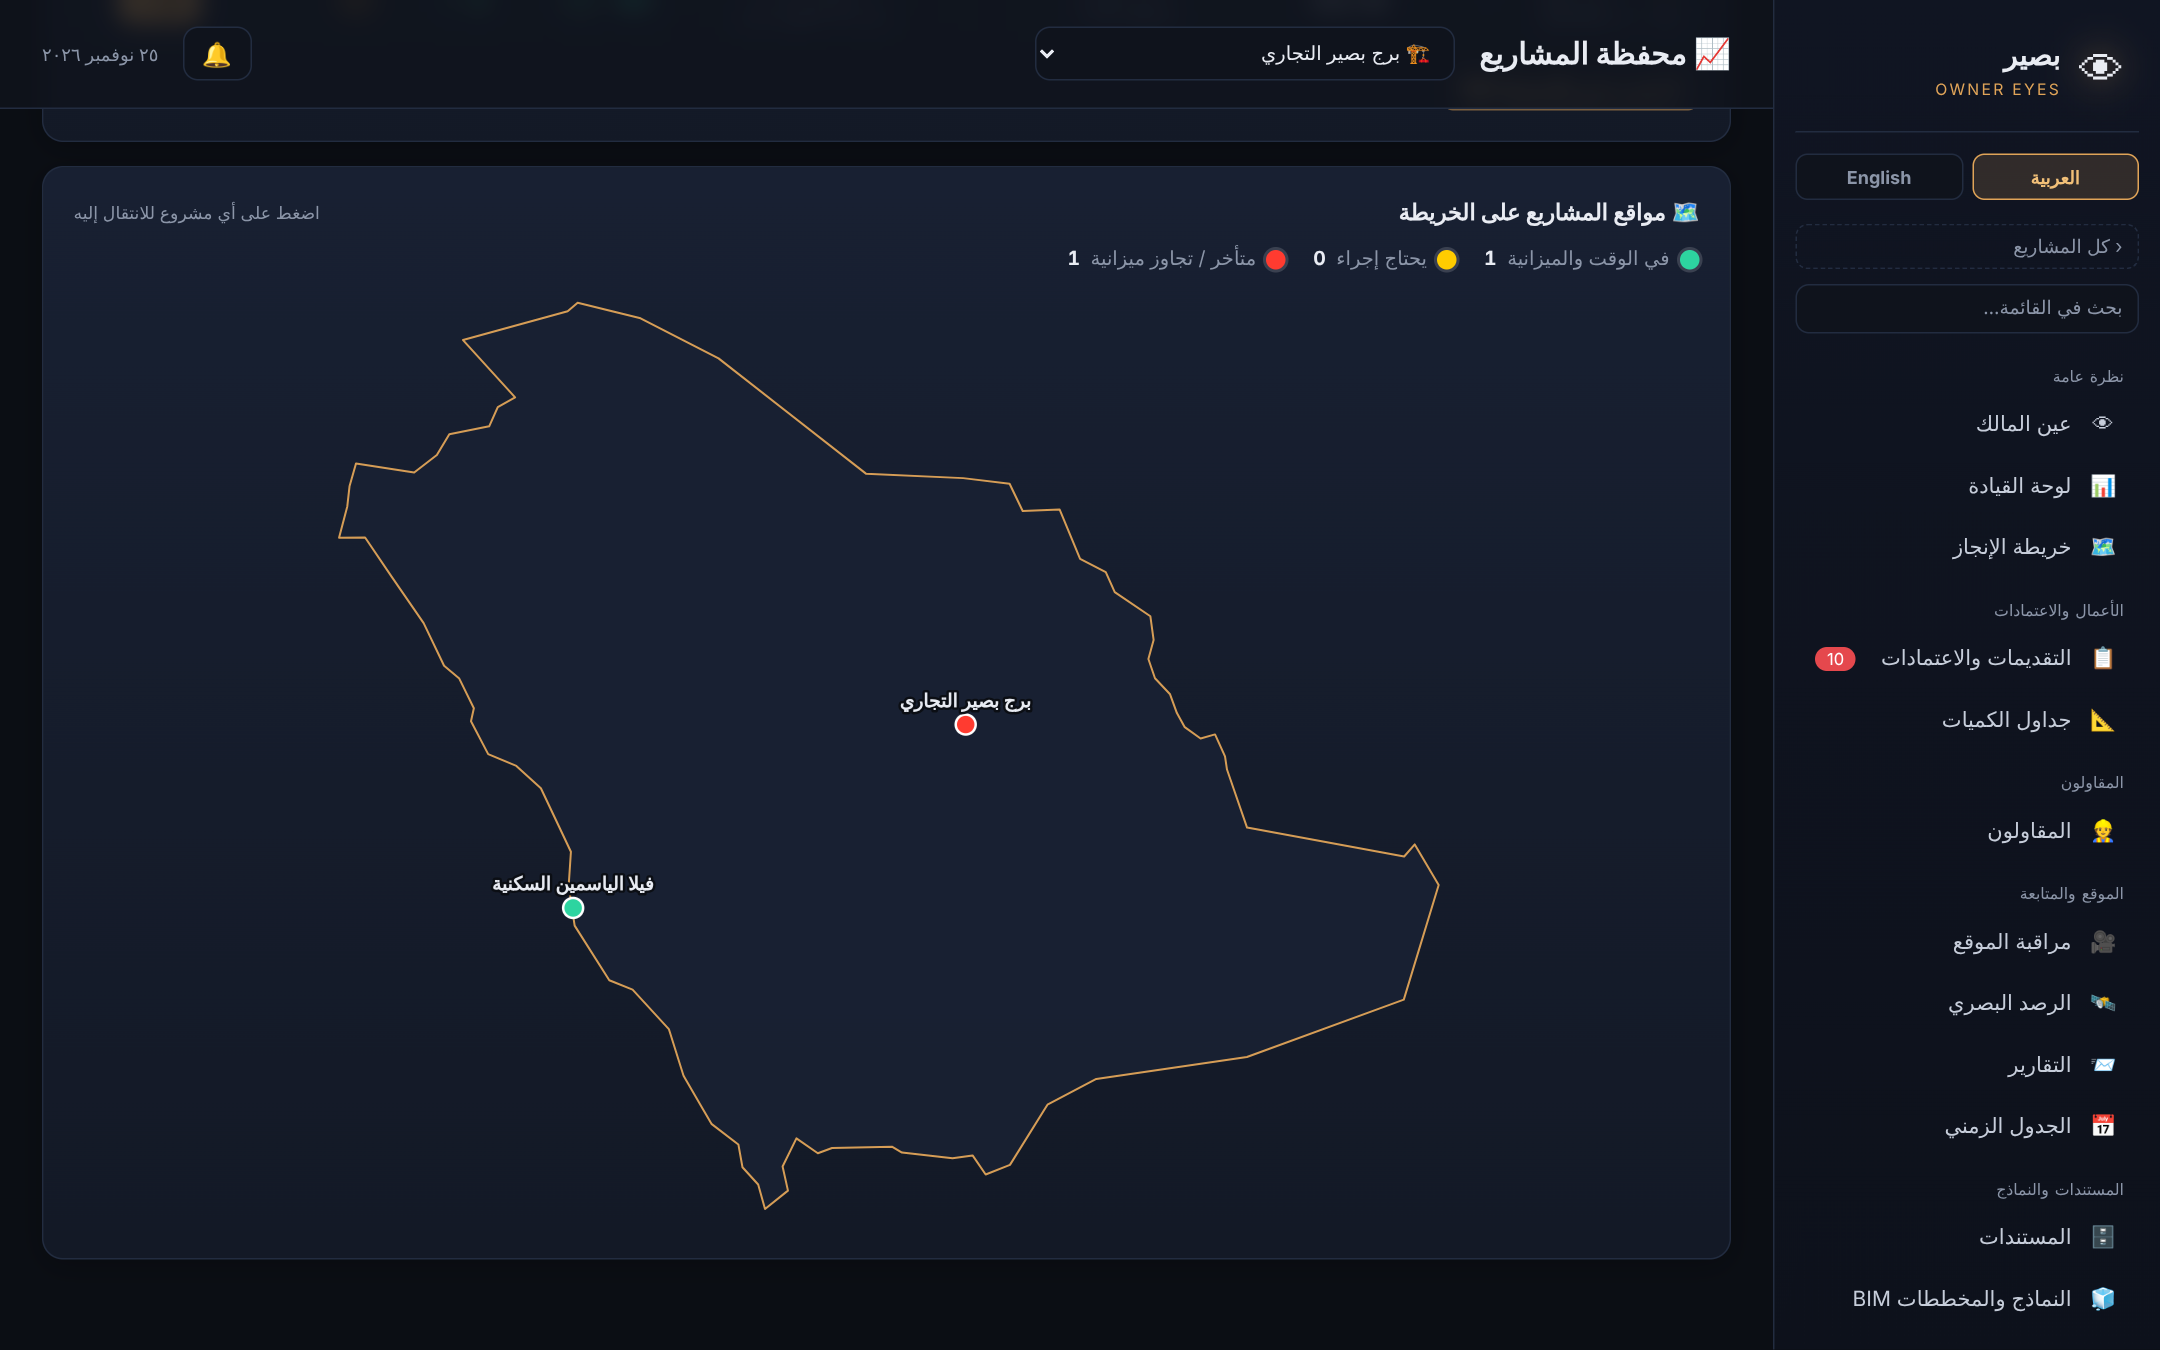 بصير
OWNER EYES
العربية
English
‹ كل المشاريع
بحث في القائمة...
نظرة عامة
عين المالك
لوحة القيادة
خريطة الإنجاز
الأعمال والاعتمادات
التقديمات والاعتمادات 10
جداول الكميات
المقاولون
المقاولون
الموقع والمتابعة
مراقبة الموقع
الرصد البصري
التقارير
الجدول الزمني
المستندات والنماذج
المستندات
النماذج والمخططات BIM
محفظة المشاريع
برج بصير التجاري
٢٥ نوفمبر ٢٠٢٦
مواقع المشاريع على الخريطة
اضغط على أي مشروع للانتقال إليه
في الوقت والميزانية 1 يحتاج إجراء 0 متأخر / تجاوز ميزانية 1
برج بصير التجاري
فيلا الياسمين السكنية